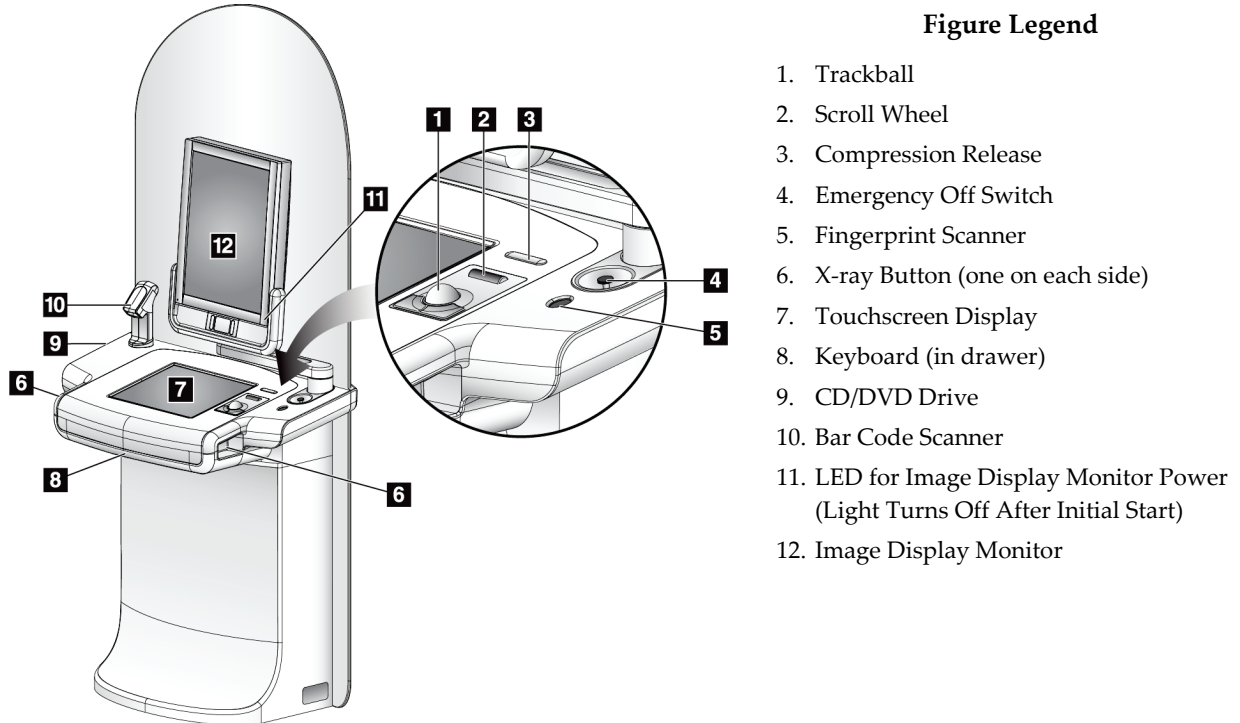 Figure Legend
1 2 3
1. Trackball
2. Scroll Wheel
3. Compression Release
11
4. Emergency Off Switch
12
5. Fingerprint Scanner
4
10
6. X-ray Button (one on each side)
5
9
7. Touchscreen Display
6
7
8. Keyboard (in drawer)
9. CD/DVD Drive
10. Bar Code Scanner
8
6
11. LED for Image Display Monitor Power
(Light Turns Off After Initial Start)
12. Image Display Monitor